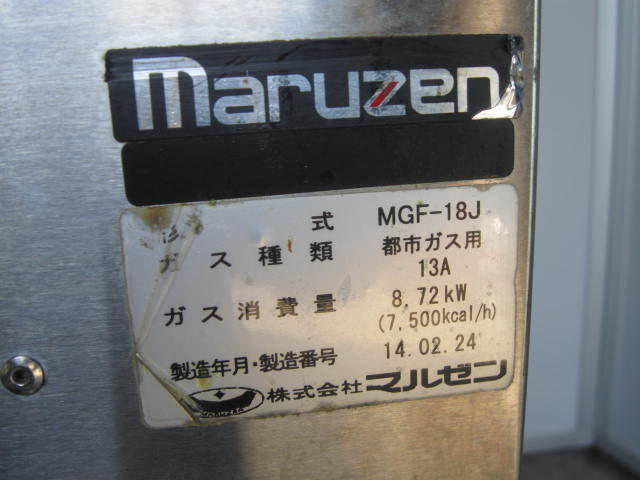 maruzen
形 式 MGF-18J
ガ ス 種 類 都市ガス用
13A
ガス消費量 8.72kW
(7,500kcal/h)
製造年月・製造番号 14.02.24
MARUZEN 株式会社 マルゼン